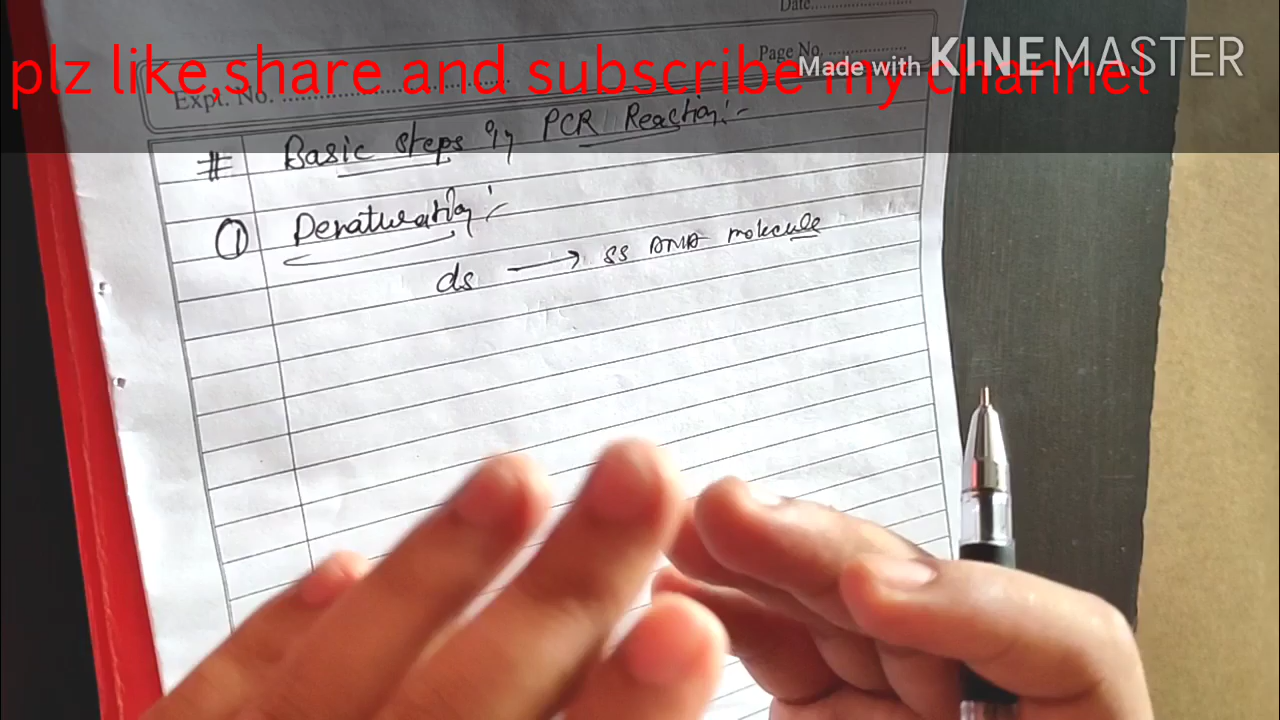 Date..................
Page No. ..................
plz like,share and subscribe my channel
Made with KINEMASTER
Expt. No. ........................................
# Basic steps in PCR Reaction:-
① Denaturation:-
ds → ss DNA molecule